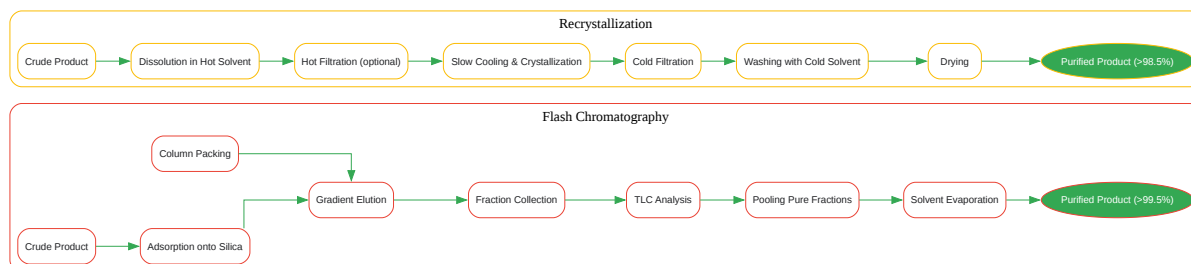 Recrystallization
Crude Product
Dissolution in Hot Solvent
Hot Filtration (optional)
Slow Cooling & Crystallization
Cold Filtration
Washing with Cold Solvent
Drying
Purified Product (>98.5%)
Flash Chromatography
Column Packing
Gradient Elution
Fraction Collection
TLC Analysis
Pooling Pure Fractions
Solvent Evaporation
Purified Product (>99.5%)
Crude Product
Adsorption onto Silica